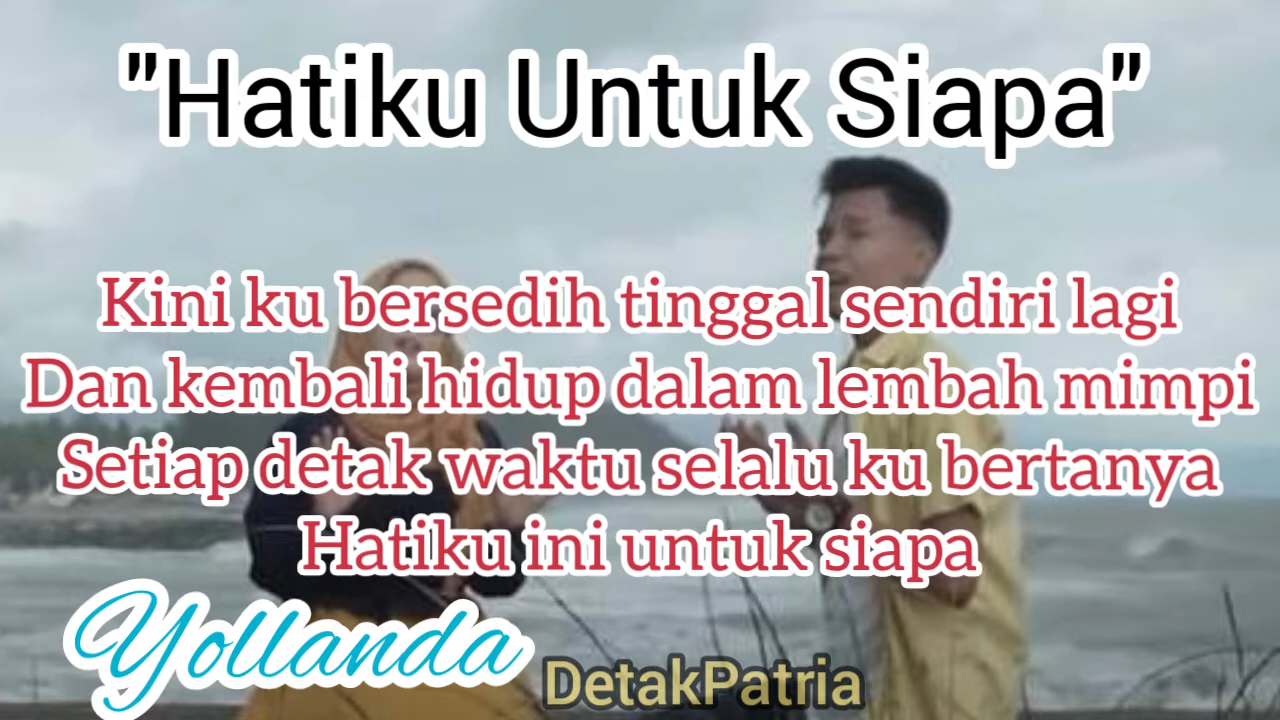 "Hatiku Untuk Siapa"
Kini ku bersedih tinggal sendiri lagi
Dan kembali hidup dalam lembah mimpi
Setiap detak waktu selalu ku bertanya
Hatiku ini untuk siapa
Yollanda
DetakPatria